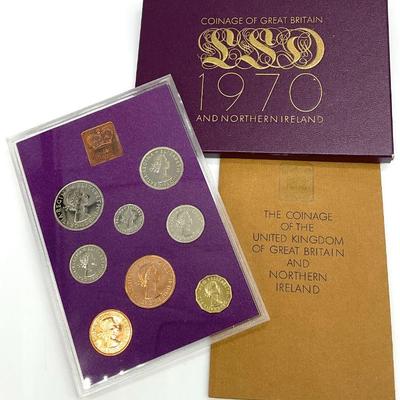 COINAGE OF GREAT BRITAIN
LSD
1970
AND NORTHERN IRELAND
THE COINAGE
OF THE
UNITED KINGDOM
OF GREAT BRITAIN
AND
NORTHERN
IRELAND